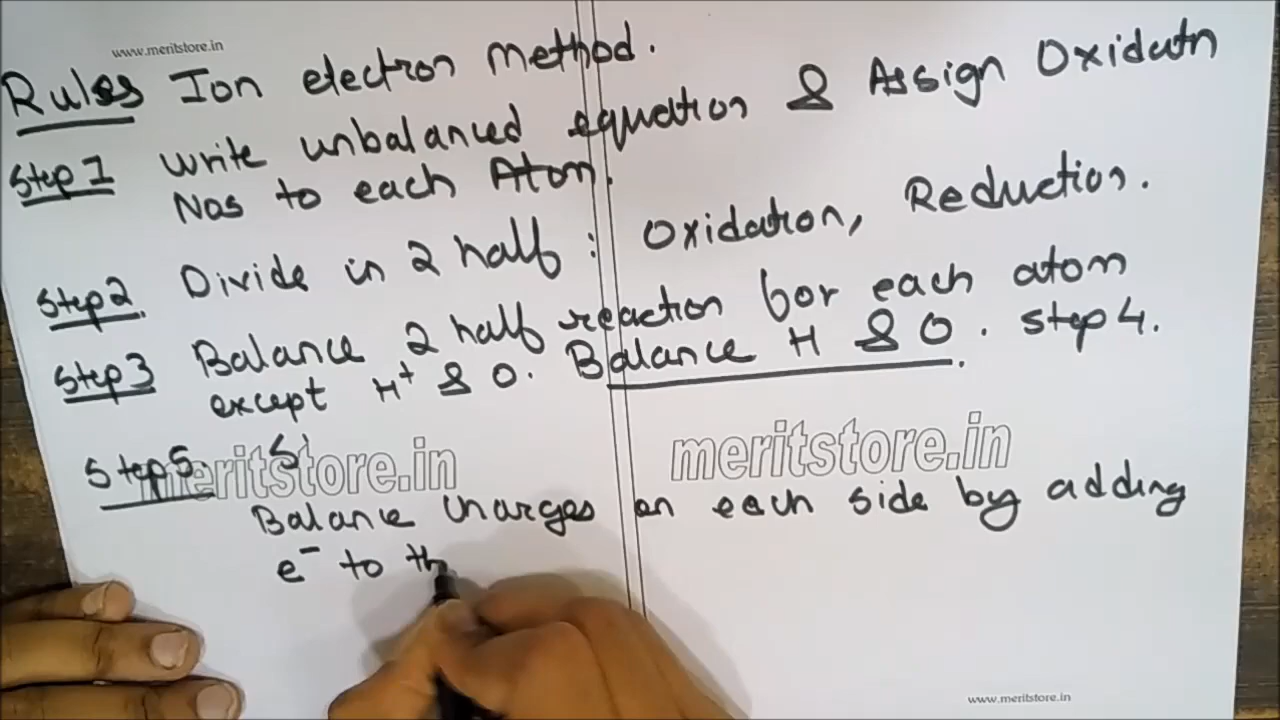 www.meritstore.in
Rules Ion electron method.
Step 1 Write unbalanced equation & Assign Oxidatn
Nos to each Atom.
Step 2. Divide in 2 half : Oxidation, Reduction.
Step 3 Balance 2 half reaction for each atom
except H+ & O. Balance H & O. Step 4.
Step 5. S
meritstore.in meritstore.in
Balance charges on each side by adding
e⁻ to th
www.meritstore.in